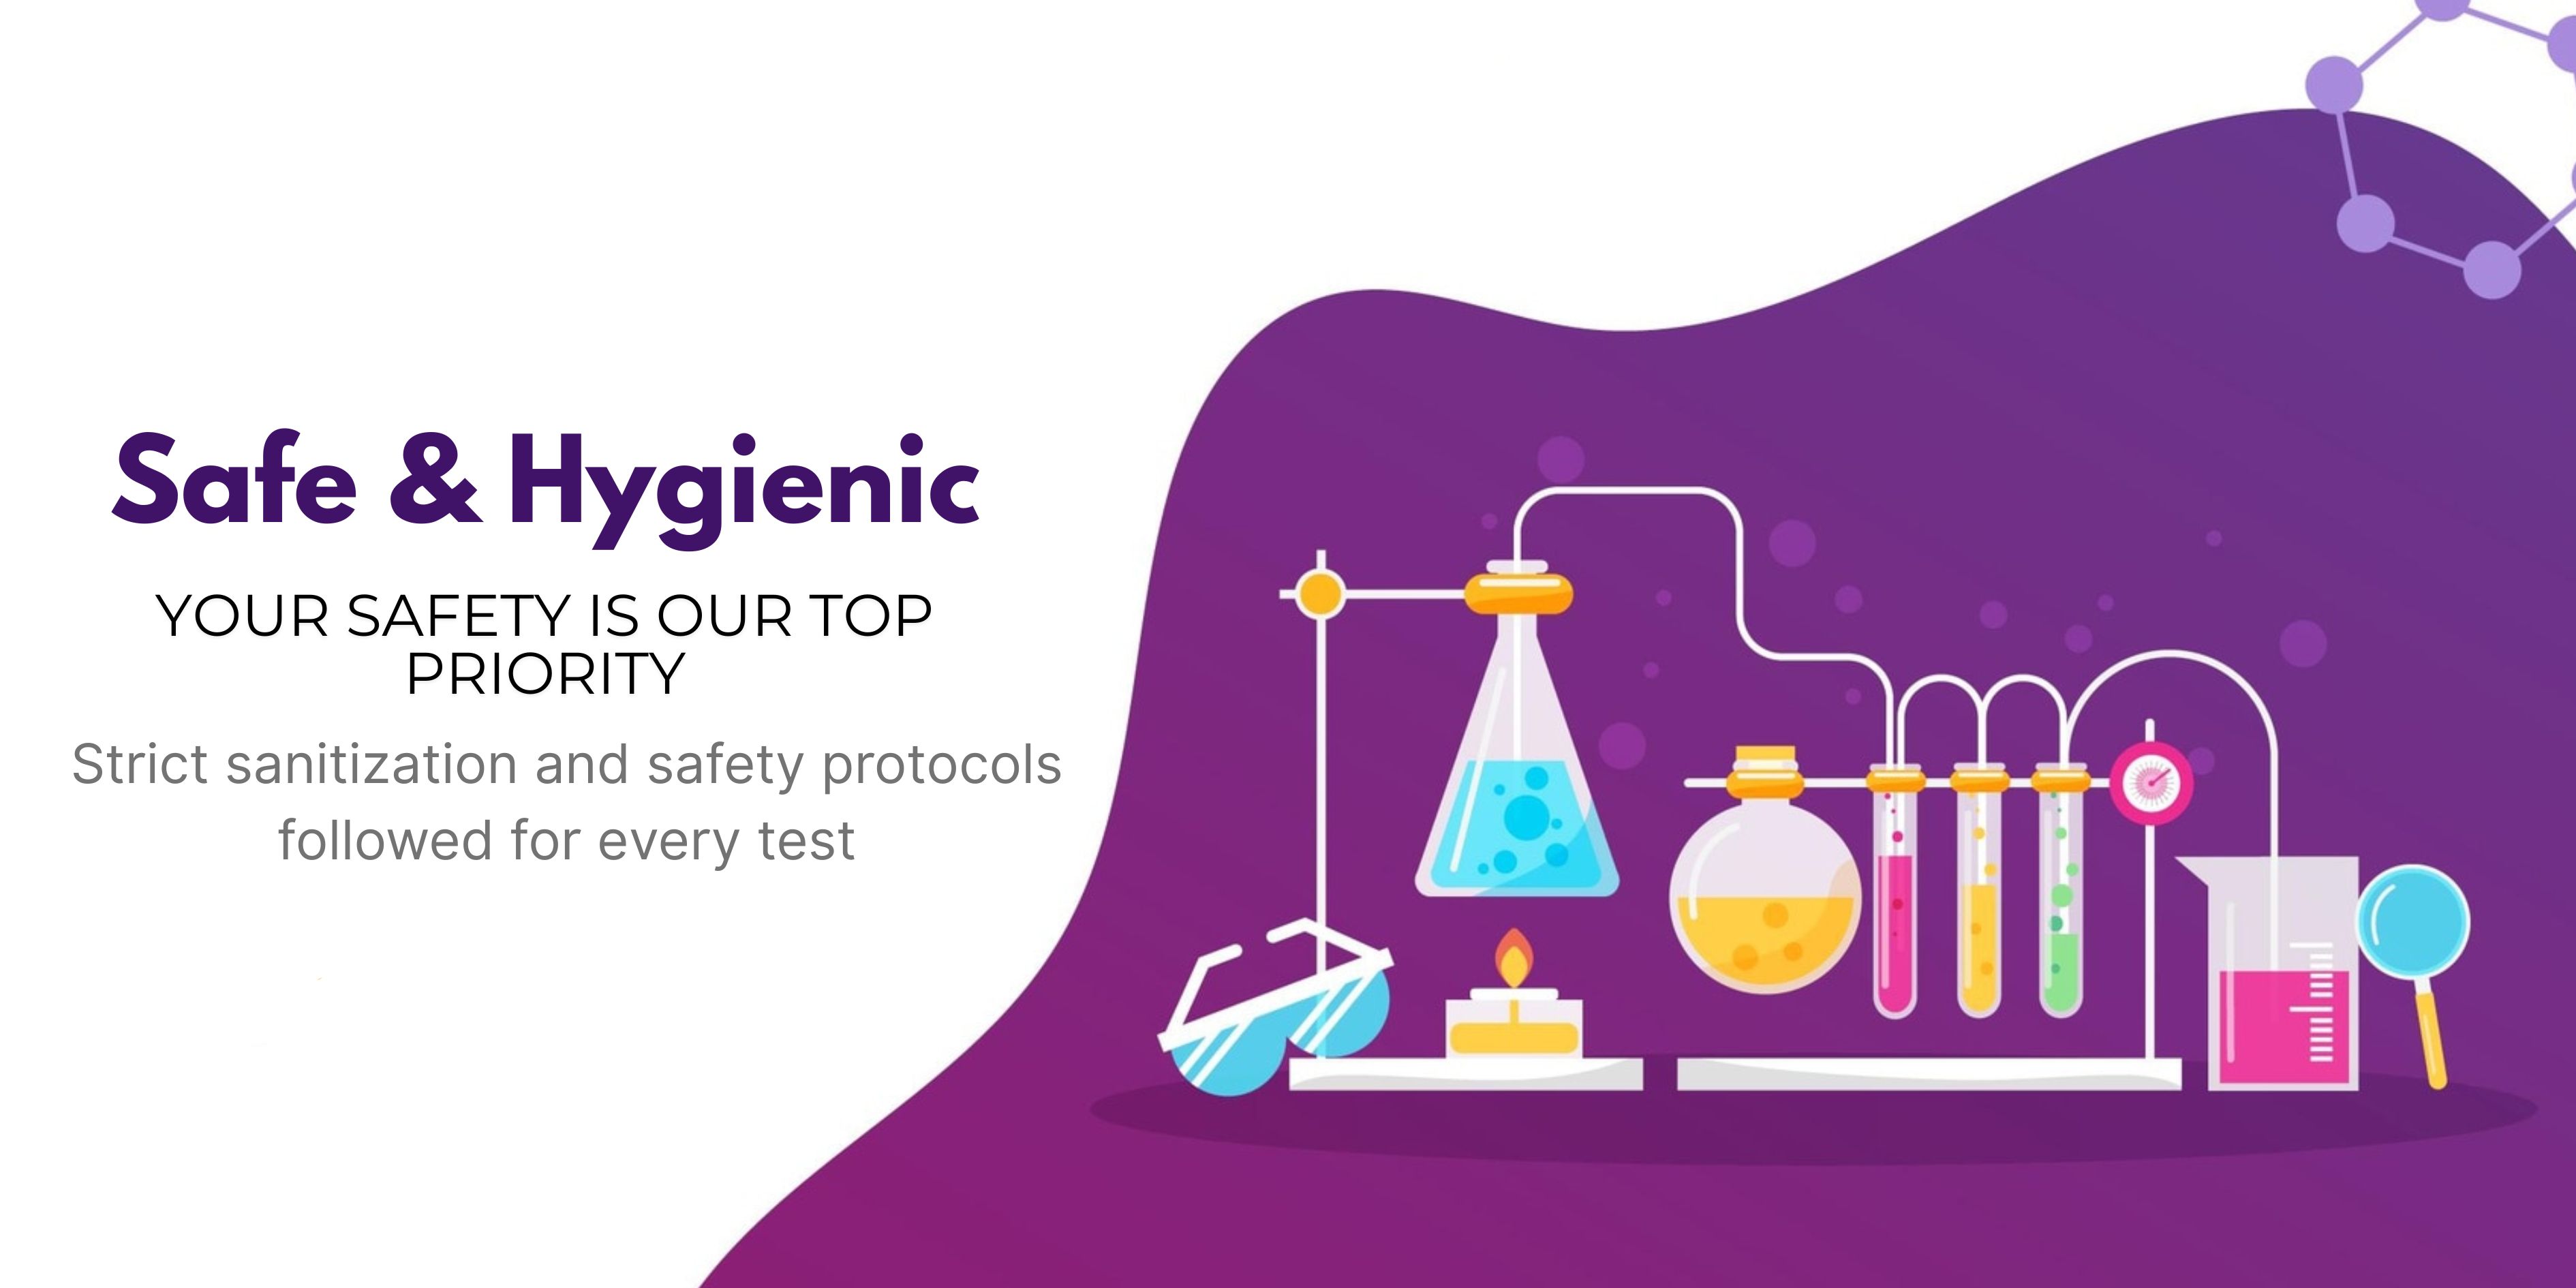 Safe & Hygienic
YOUR SAFETY IS OUR TOP
PRIORITY
Strict sanitization and safety protocols
followed for every test